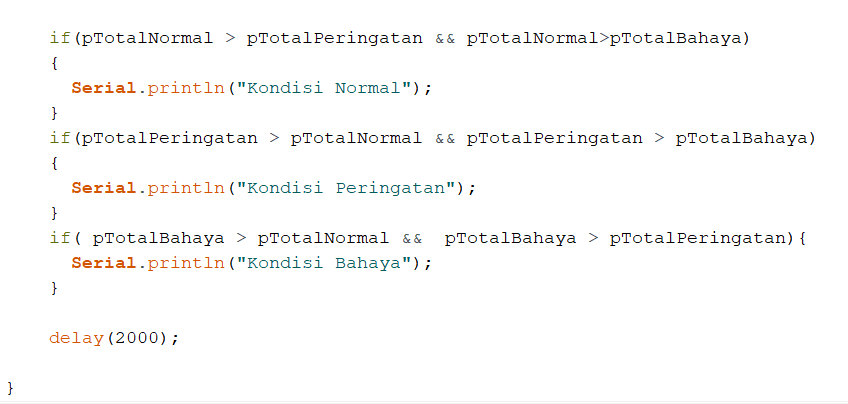 if(pTotalNormal > pTotalPeringatan && pTotalNormal>pTotalBahaya)
{
Serial.println("Kondisi Normal");
}
if(pTotalPeringatan > pTotalNormal && pTotalPeringatan > pTotalBahaya)
{
Serial.println("Kondisi Peringatan");
}
if( pTotalBahaya > pTotalNormal &&  pTotalBahaya > pTotalPeringatan){
Serial.println("Kondisi Bahaya");
}
delay(2000);
}